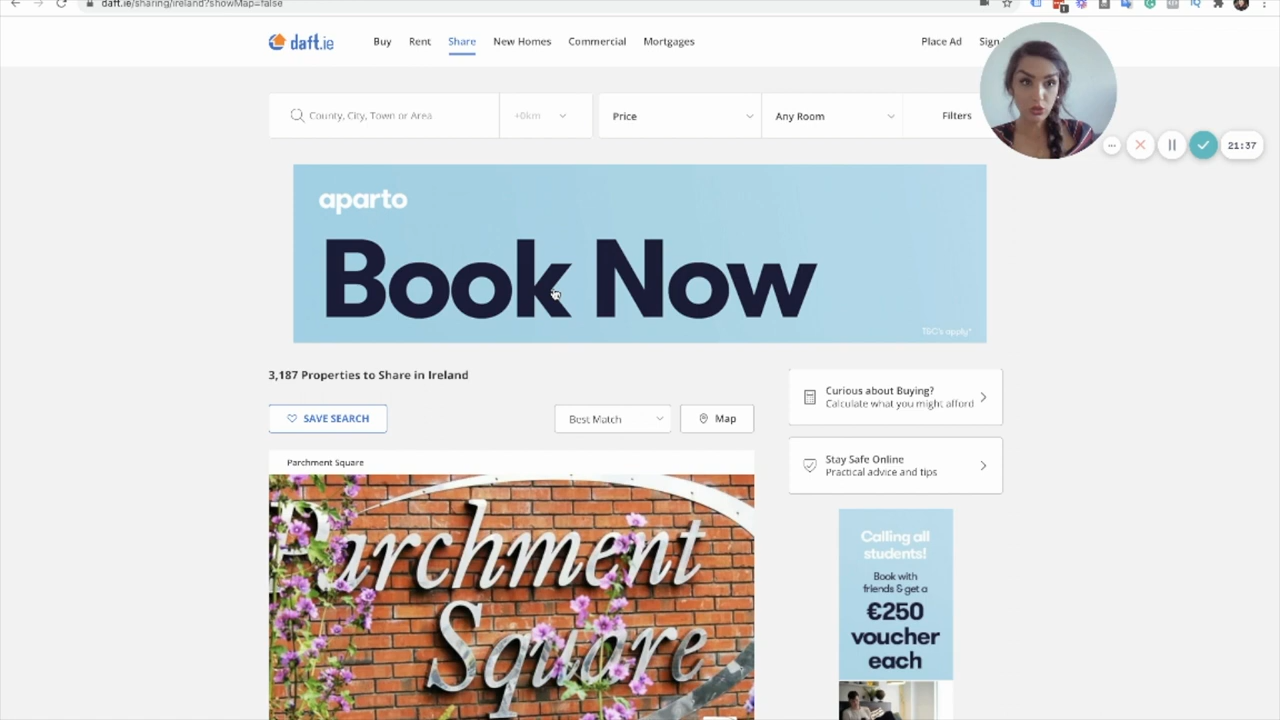 daft.ie/sharing/ireland?showMap=false
daft.ie
Buy
Rent
Share
New Homes
Commercial
Mortgages
Place Ad
County, City, Town or Area
+0km
Price
Any Room
Filters
21:37
aparto
Book Now
T&C's apply*
3,187 Properties to Share in Ireland
SAVE SEARCH
Best Match
Map
Curious about Buying?
Calculate what you might afford
Stay Safe Online
Practical advice and tips
Parchment Square
Parchment
Square
Calling all
students!
Book with
friends & get a
€250
voucher
each